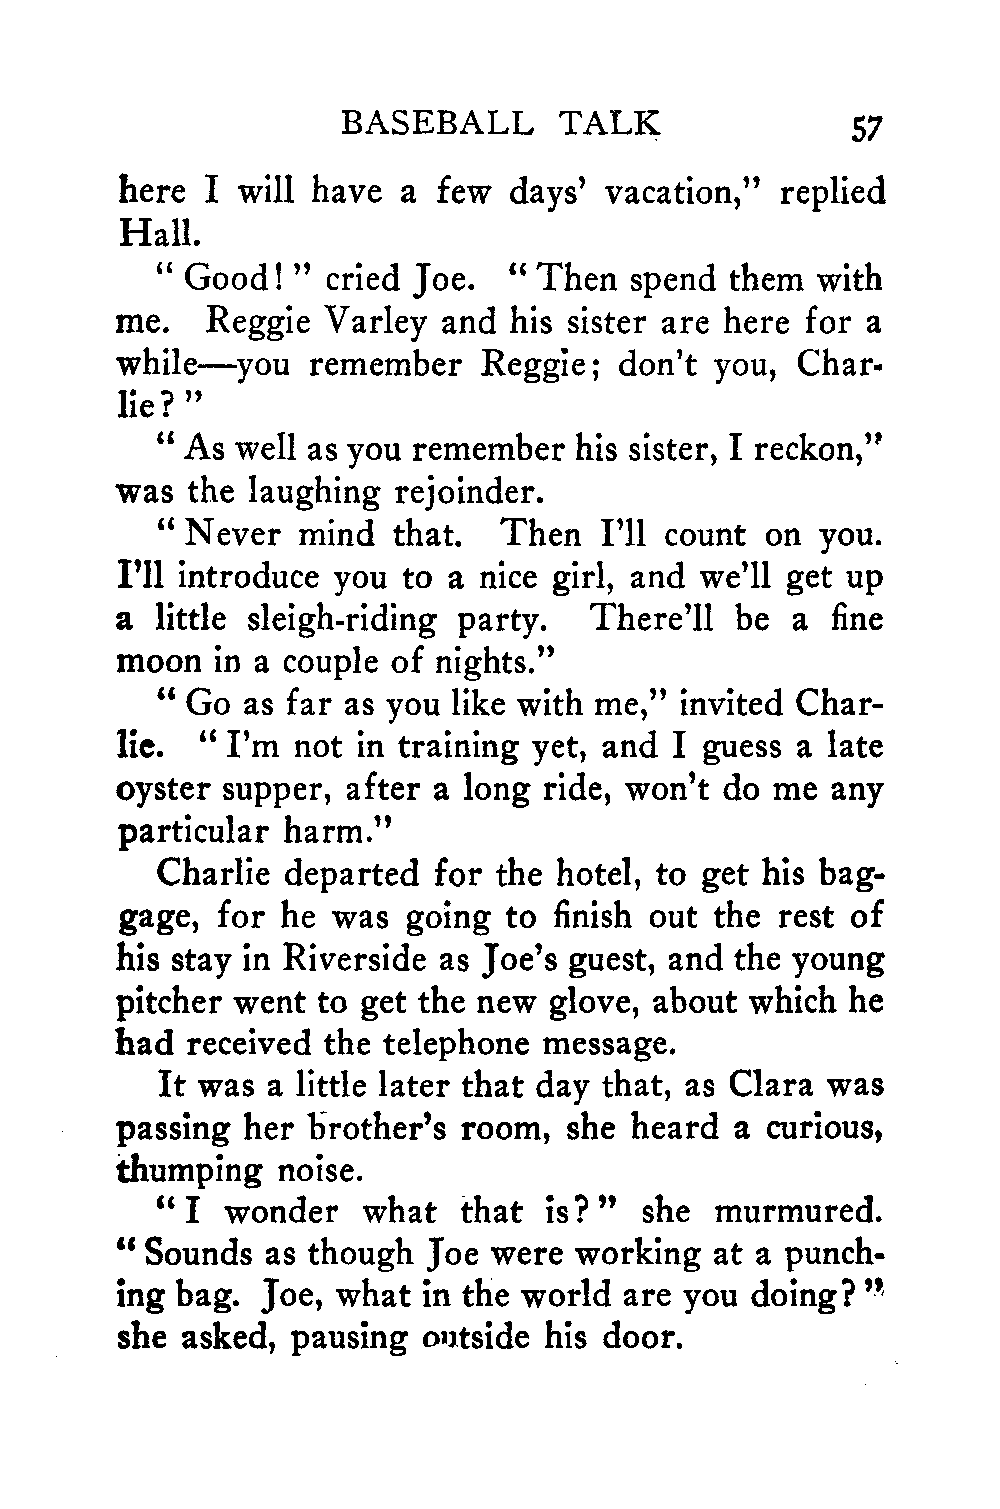 BASEBALL TALK 57
here I will have a few days' vacation," replied
Hall.
"Good!" cried Joe. "Then spend them with
me. Reggie Varley and his sister are here for a
while—you remember Reggie; don't you, Char-
lie?"
"As well as you remember his sister, I reckon,"
was the laughing rejoinder.
"Never mind that. Then I'll count on you.
I'll introduce you to a nice girl, and we'll get up
a little sleigh-riding party. There'll be a fine
moon in a couple of nights."
"Go as far as you like with me," invited Char-
lie. "I'm not in training yet, and I guess a late
oyster supper, after a long ride, won't do me any
particular harm."
Charlie departed for the hotel, to get his bag-
gage, for he was going to finish out the rest of
his stay in Riverside as Joe's guest, and the young
pitcher went to get the new glove, about which he
had received the telephone message.
It was a little later that day that, as Clara was
passing her brother's room, she heard a curious,
thumping noise.
"I wonder what that is?" she murmured.
"Sounds as though Joe were working at a punch-
ing bag. Joe, what in the world are you doing?"
she asked, pausing outside his door.